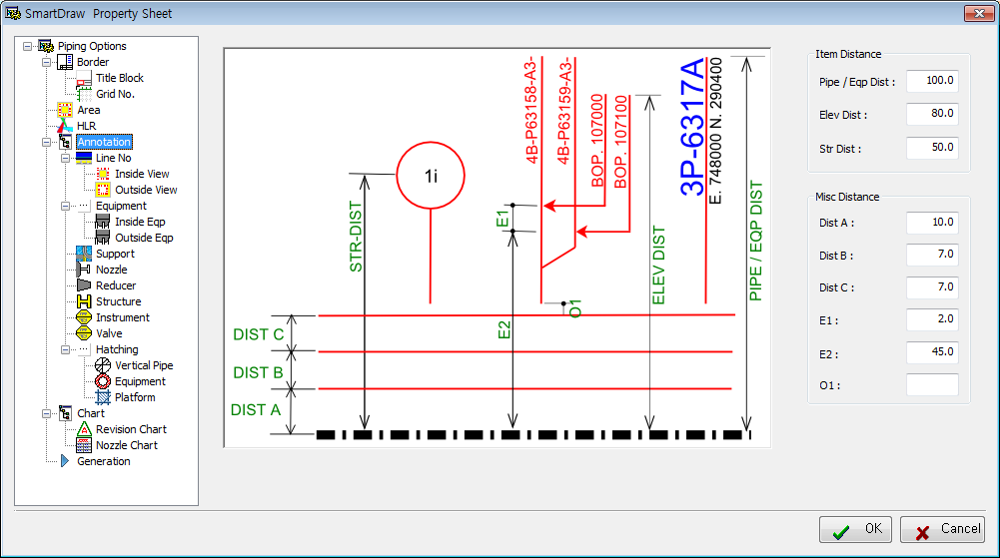 SmartDraw Property Sheet
Piping Options
Border
Title Block
Grid No.
Area
HLR
Annotation
Line No
Inside View
Outside View
Equipment
Inside Eqp
Outside Eqp
Support
Nozzle
Reducer
Structure
Instrument
Valve
Hatching
Vertical Pipe
Equipment
Platform
Chart
Revision Chart
Nozzle Chart
Generation
1i
STR-DIST
4B-P63158-A3-
4B-P63159-A3-
BOP. 107000
BOP. 107100
3P-6317A
E. 748000 N. 290400
E1
E2
O1
ELEV DIST
PIPE / EQP DIST
DIST C
DIST B
DIST A
Item Distance
Pipe / Eqp Dist : 100.0
Elev Dist : 80.0
Str Dist : 50.0
Misc Distance
Dist A : 10.0
Dist B : 7.0
Dist C : 7.0
E1 : 2.0
E2 : 45.0
O1 :
OK
Cancel